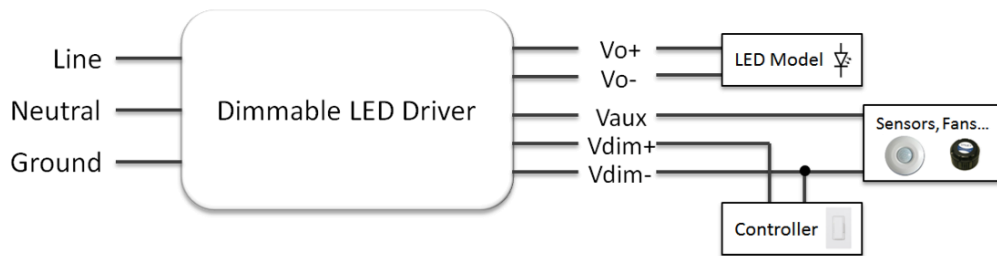 Line
Neutral
Ground
Dimmable LED Driver
Vo+
Vo-
Vaux
Vdim+
Vdim-
LED Model
Sensors, Fans...
Controller